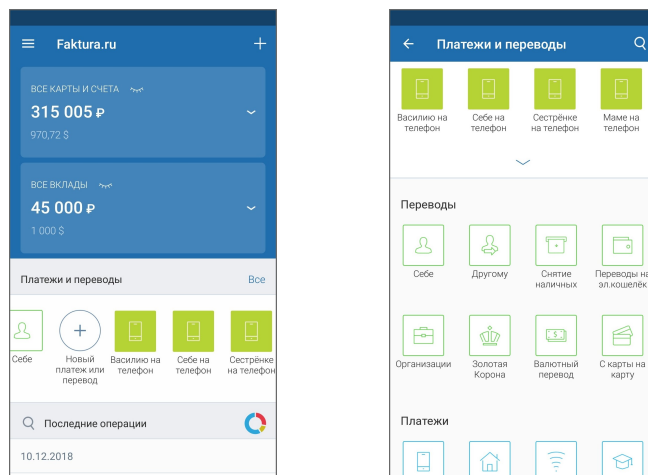 Faktura.ru
ВСЕ КАРТЫ И СЧЕТА
315 005 ₽
970,72 $
ВСЕ ВКЛАДЫ
45 000 ₽
1 000 $
Платежи и переводы
Все
Себе
Новый
платеж или
перевод
Василию на
телефон
Себе на
телефон
Сестрёнке
на телефон
Последние операции
10.12.2018
Платежи и переводы
Василию на
телефон
Себе на
телефон
Сестрёнке
на телефон
Маме на
телефон
Переводы
Себе
Другому
Снятие
наличных
Переводы на
эл.кошелёк
Организации
Золотая
Корона
Валютный
перевод
С карты на
карту
Платежи